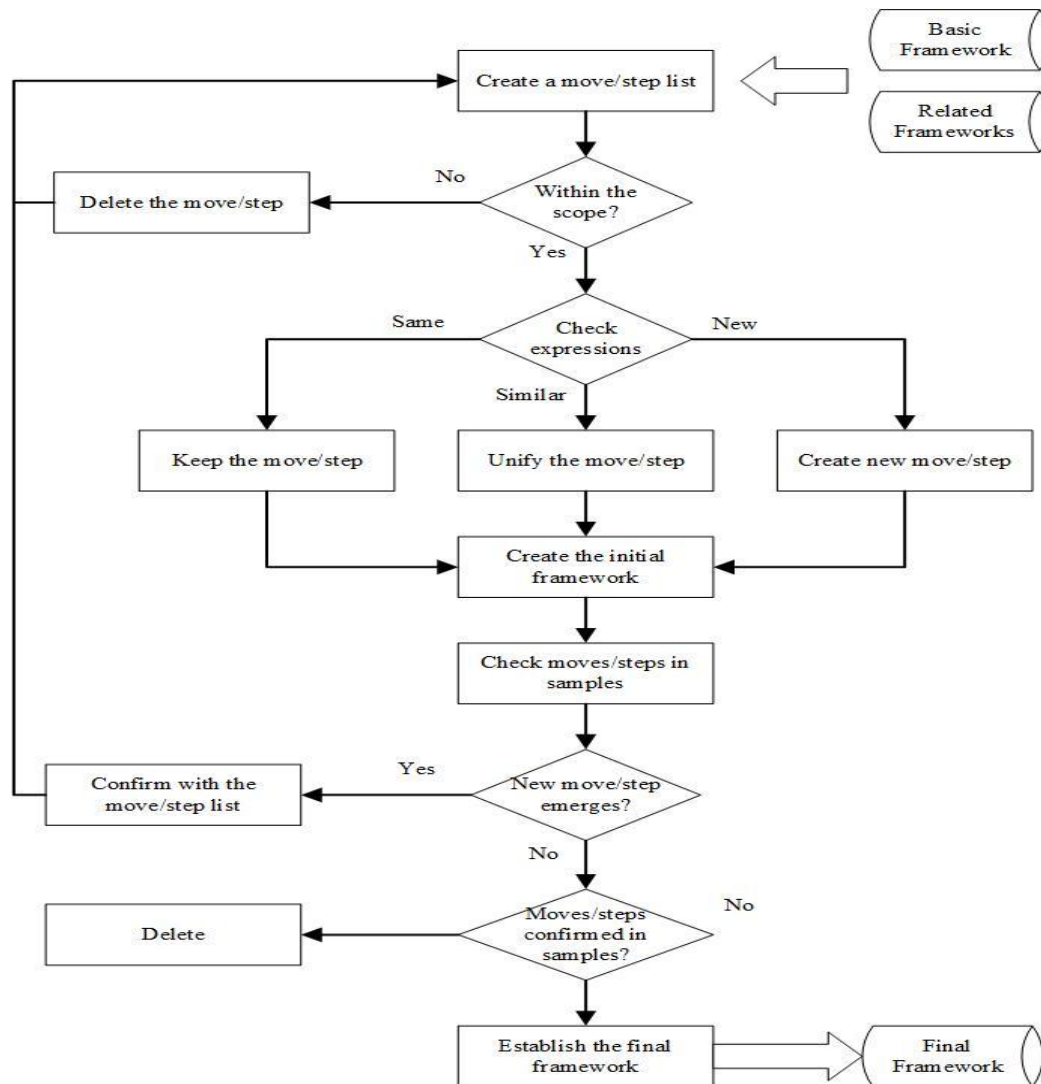 Basic
Framework
Create a move/step list
Related
Frameworks
No
Within the
scope?
Delete the move/step
Yes
Same
New
Check
expressions
Similar
Keep the move/step
Unify the move/step
Create new move/step
Create the initial
framework
Check moves/steps in
samples
Yes
New move/step
emerges?
Confirm with the
move/step list
No
No
Moves/steps
confirmed in
samples?
Delete
Establish the final
framework
Final
Framework